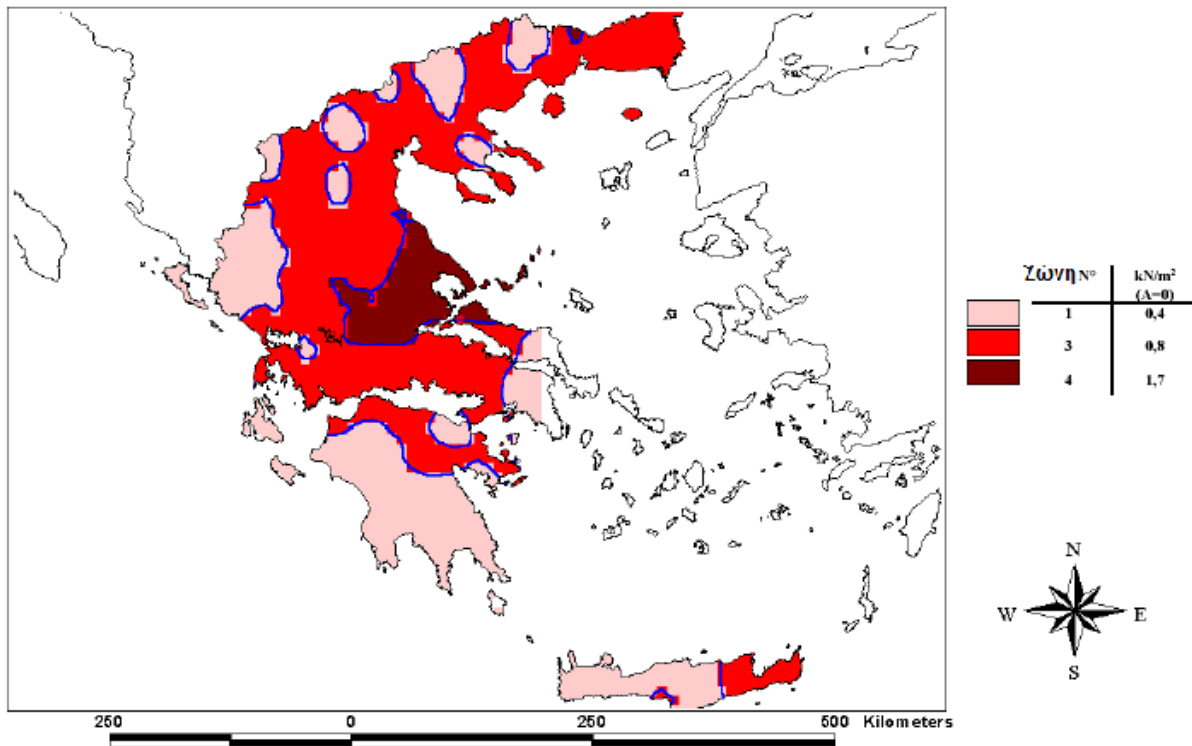 Ζώνη N° kN/m²
(A=0)
1 0,4
3 0,8
4 1,7
N
W E
S
250 0 250 500 Kilometers